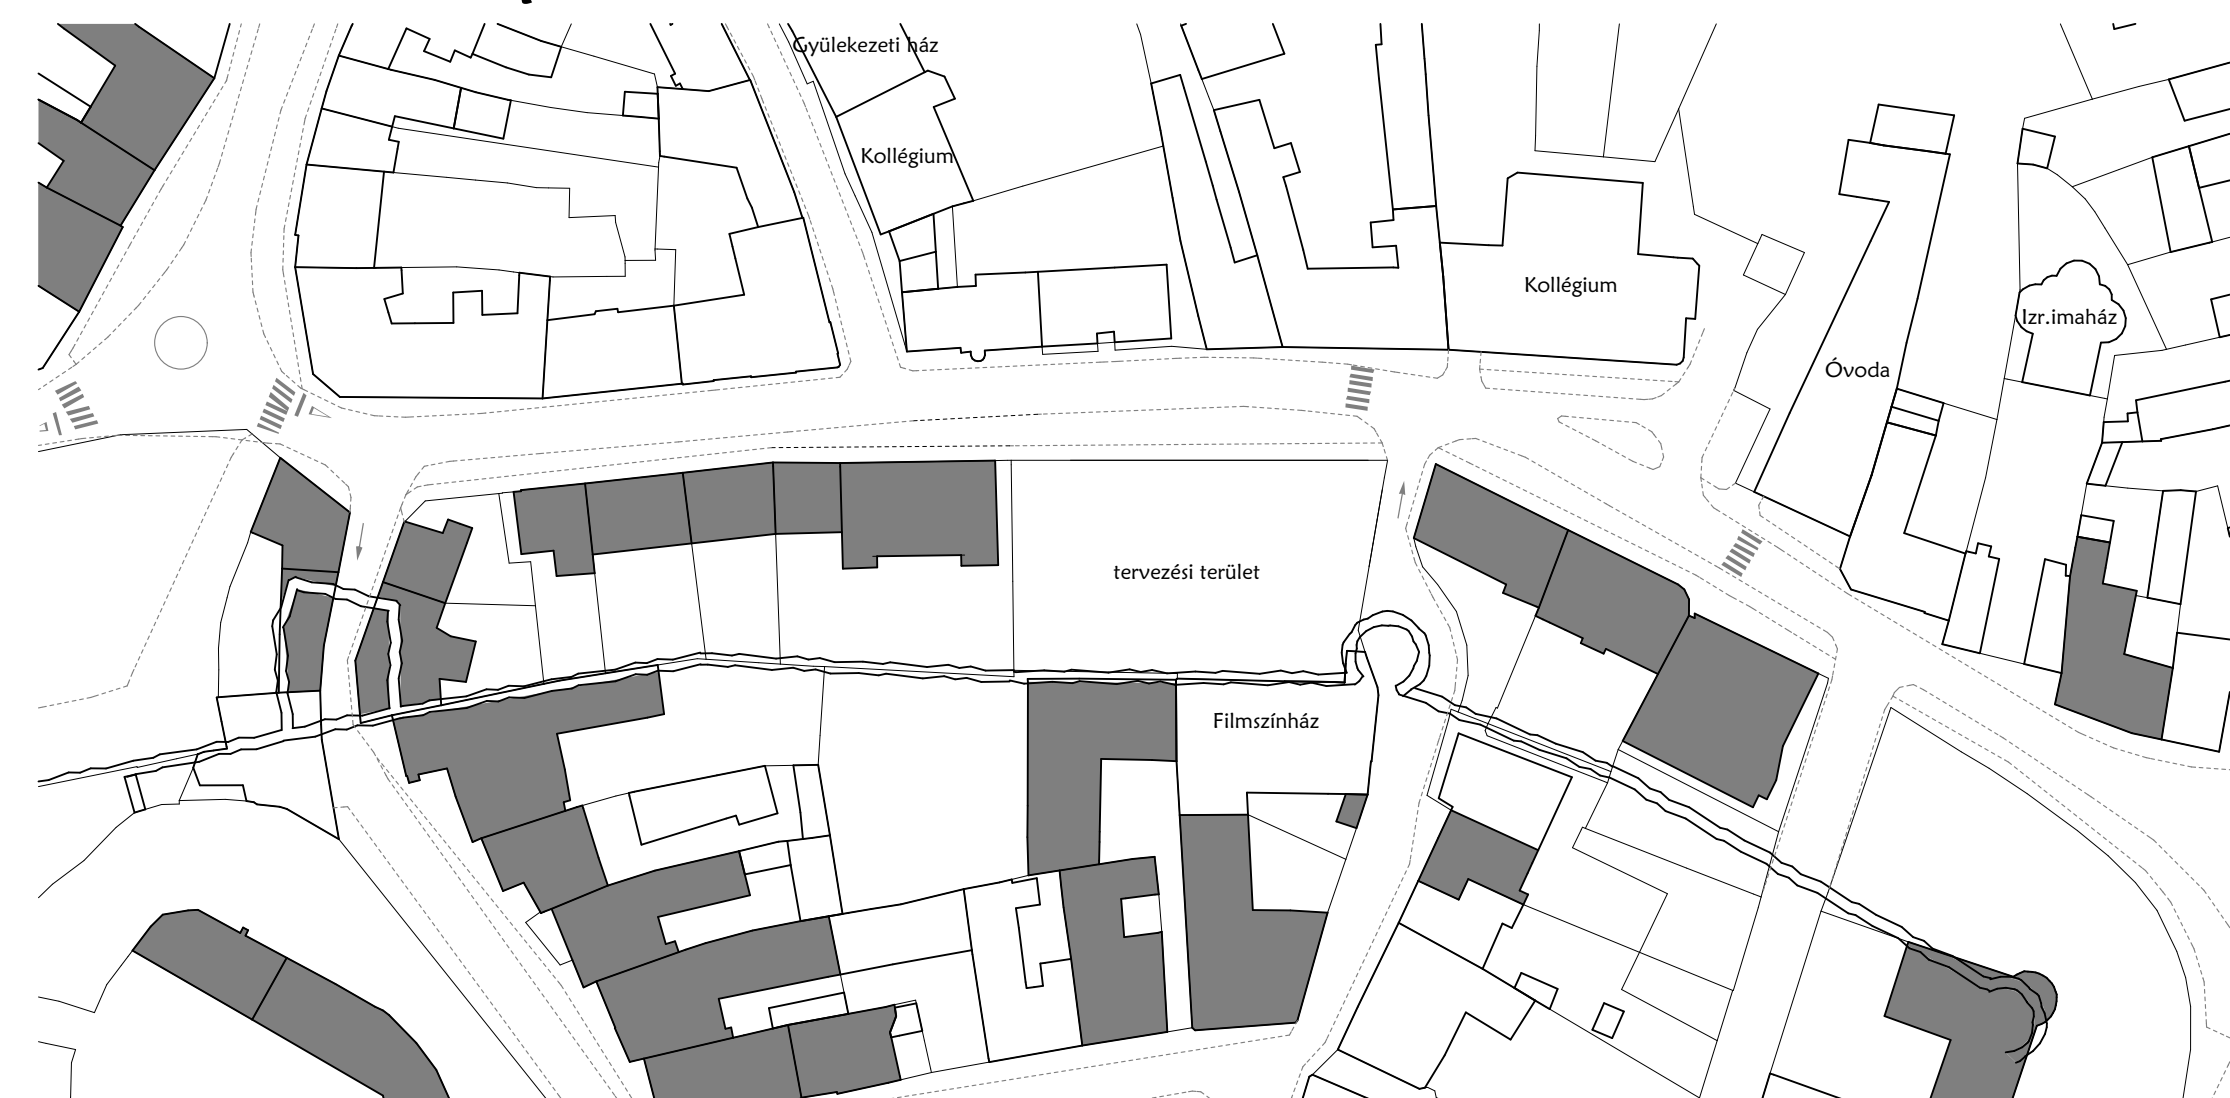 Gyülekezeti ház
Kollégium
Kollégium
Izr.imaház
Óvoda
tervezési terület
Filmszínház